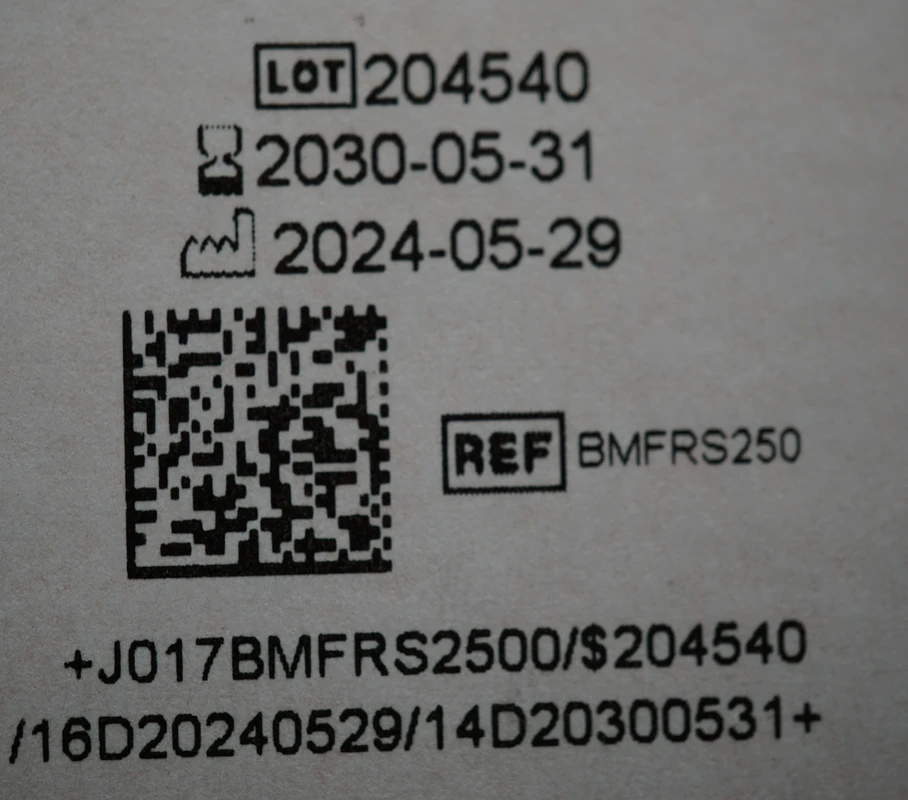 LOT 204540
2030-05-31
2024-05-29
REF BMFRS250
+J017BMFRS2500/$204540
/16D20240529/14D20300531+